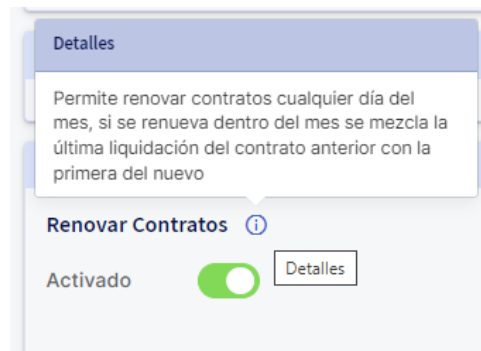 Detalles
Permite renovar contratos cualquier día del
mes, si se renueva dentro del mes se mezcla la
última liquidación del contrato anterior con la
primera del nuevo
Renovar Contratos
Activado
Detalles